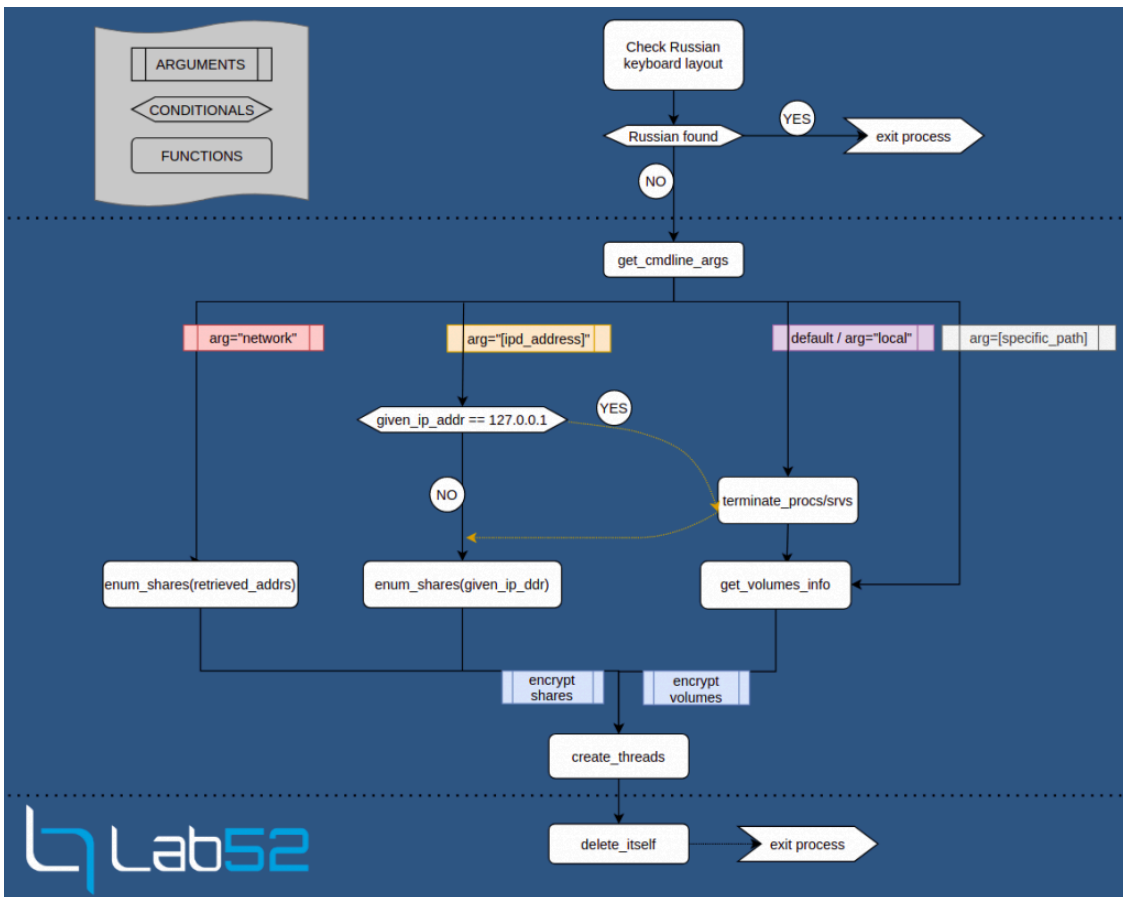 ARGUMENTS
CONDITIONALS
FUNCTIONS
Check Russian
keyboard layout
Russian found
YES
exit process
NO
get_cmdline_args
arg="network"
arg="[ipd_address]"
default / arg="local"
arg=[specific_path]
given_ip_addr == 127.0.0.1
YES
NO
terminate_procs/srvs
enum_shares(retrieved_addrs)
enum_shares(given_ip_ddr)
get_volumes_info
encrypt
shares
encrypt
volumes
create_threads
delete_itself
exit process
Lab52